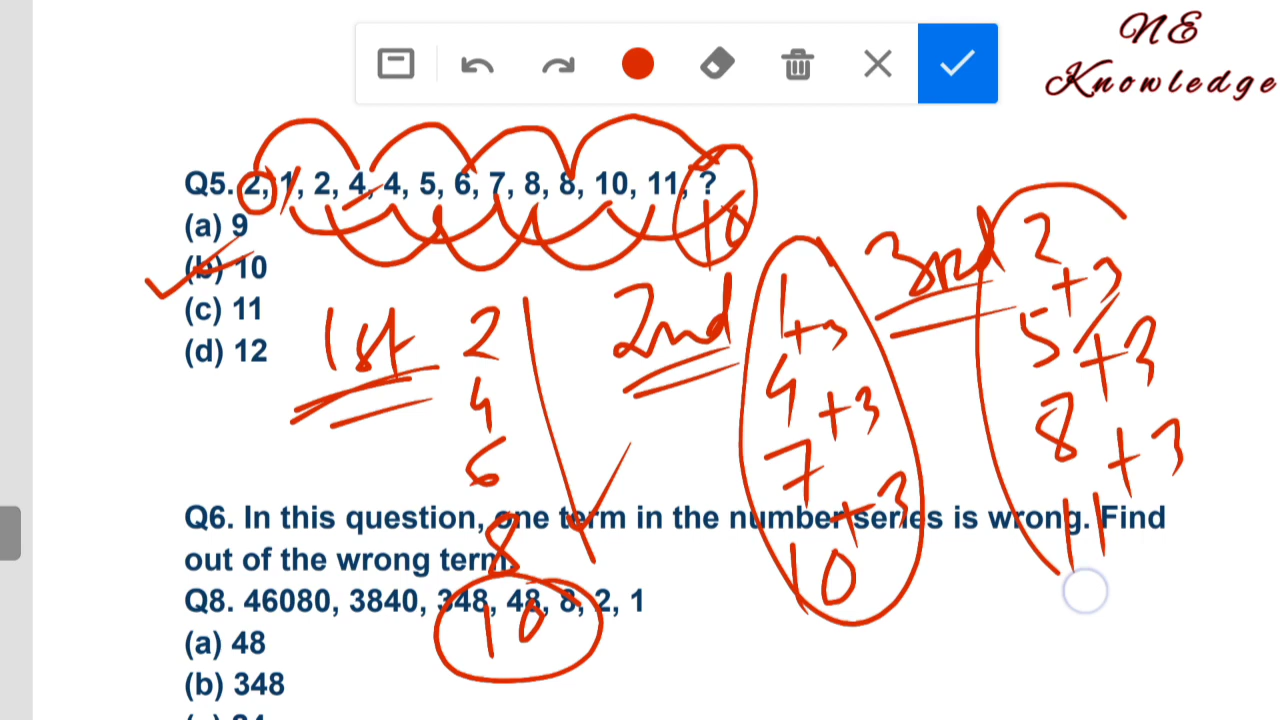 NE
Knowledge
Q5. 2, 1, 2, 4, 4, 5, 6, 7, 8, 8, 10, 11, ?
10
(a) 9
(b) 10
(c) 11
(d) 12
1st
2
4
6
8
10
2nd
1
+3
4
+3
7
+3
10
3rd
2
+3
5
+3
8
+3
11
Q6. In this question, one term in the number series is wrong. Find
out of the wrong term.
Q8. 46080, 3840, 348, 48, 8, 2, 1
(a) 48
(b) 348